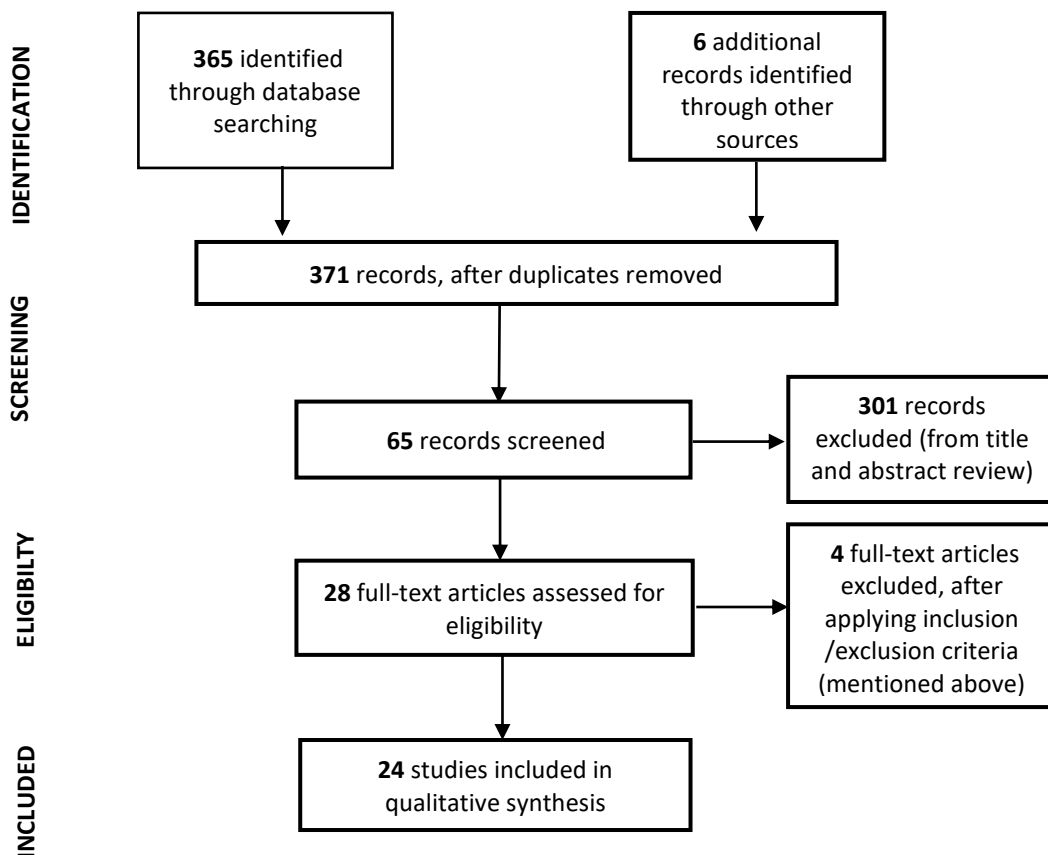 IDENTIFICATION
365 identified
through database
searching
6 additional
records identified
through other
sources
371 records, after duplicates removed
SCREENING
65 records screened
301 records
excluded (from title
and abstract review)
ELIGIBILTY
28 full-text articles assessed for
eligibility
4 full-text articles
excluded, after
applying inclusion
/exclusion criteria
(mentioned above)
INCLUDED
24 studies included in
qualitative synthesis